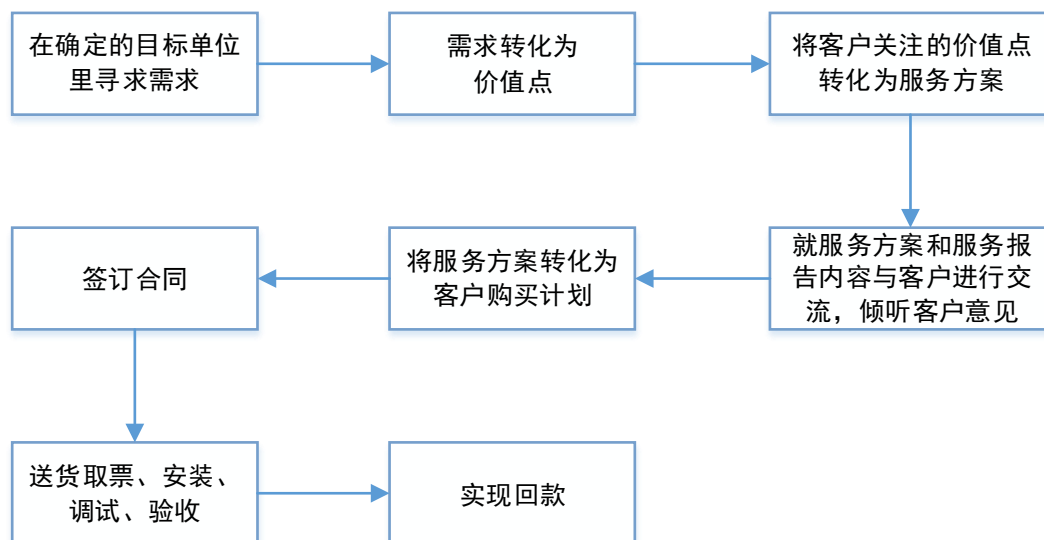 在确定的目标单位
里寻求需求
需求转化为
价值点
将客户关注的价值点
转化为服务方案
就服务方案和服务报
告内容与客户进行交
流，倾听客户意见
将服务方案转化为
客户购买计划
签订合同
送货取票、安装、
调试、验收
实现回款